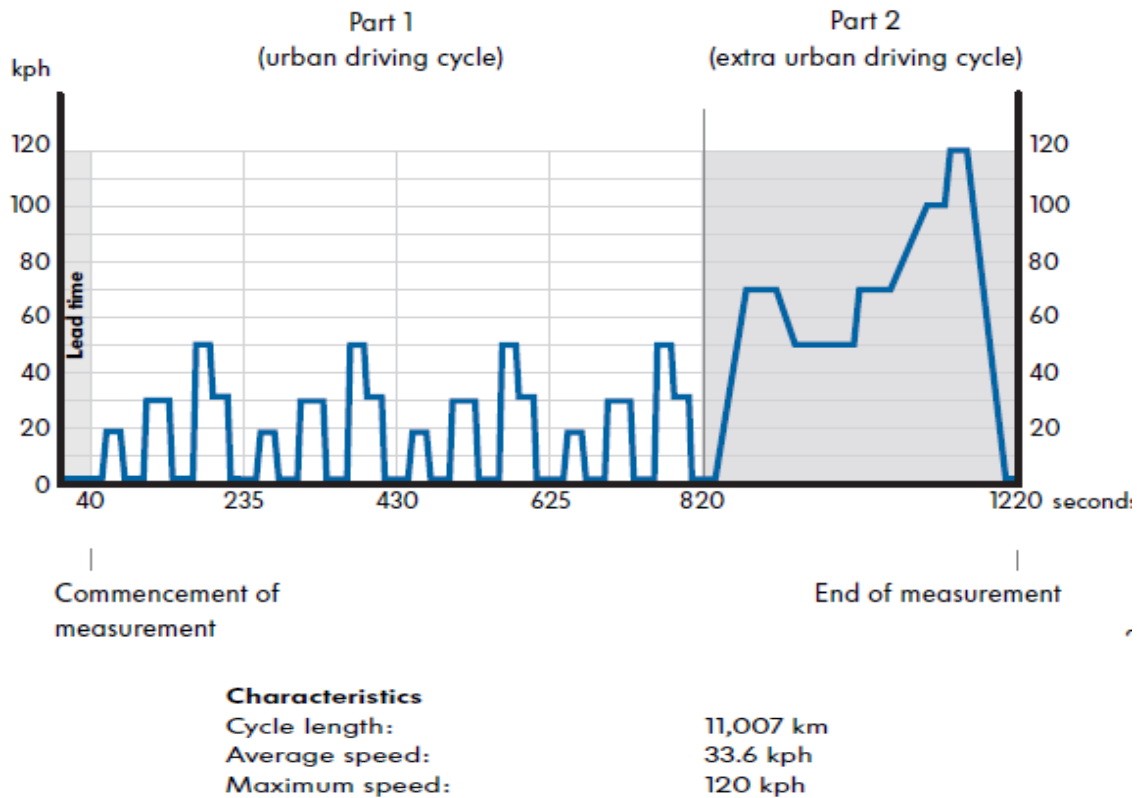 Part 1
(urban driving cycle)
Part 2
(extra urban driving cycle)
kph
120
100
80
60
40
20
0
Lead time
120
100
80
60
40
20
40 235 430 625 820 1220 seconds
Commencement of
measurement
End of measurement
Characteristics
Cycle length: 11,007 km
Average speed: 33.6 kph
Maximum speed: 120 kph